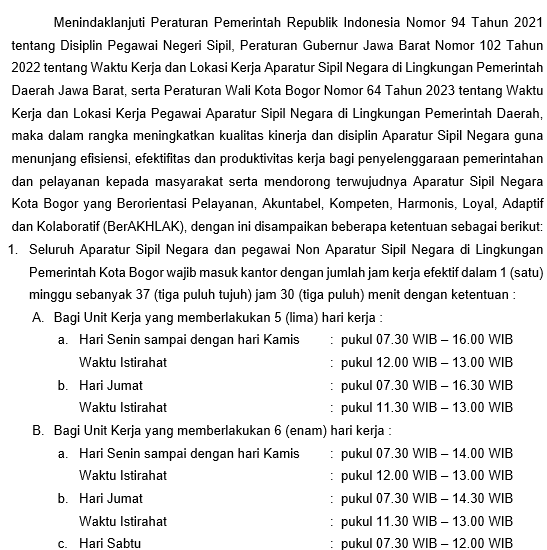 Menindaklanjuti Peraturan Pemerintah Republik Indonesia Nomor 94 Tahun 2021
tentang Disiplin Pegawai Negeri Sipil, Peraturan Gubernur Jawa Barat Nomor 102 Tahun
2022 tentang Waktu Kerja dan Lokasi Kerja Aparatur Sipil Negara di Lingkungan Pemerintah
Daerah Jawa Barat, serta Peraturan Wali Kota Bogor Nomor 64 Tahun 2023 tentang Waktu
Kerja dan Lokasi Kerja Pegawai Aparatur Sipil Negara di Lingkungan Pemerintah Daerah,
maka dalam rangka meningkatkan kualitas kinerja dan disiplin Aparatur Sipil Negara guna
menunjang efisiensi, efektifitas dan produktivitas kerja bagi penyelenggaraan pemerintahan
dan pelayanan kepada masyarakat serta mendorong terwujudnya Aparatur Sipil Negara
Kota Bogor yang Berorientasi Pelayanan, Akuntabel, Kompeten, Harmonis, Loyal, Adaptif
dan Kolaboratif (BerAKHLAK), dengan ini disampaikan beberapa ketentuan sebagai berikut:
1. Seluruh Aparatur Sipil Negara dan pegawai Non Aparatur Sipil Negara di Lingkungan
Pemerintah Kota Bogor wajib masuk kantor dengan jumlah jam kerja efektif dalam 1 (satu)
minggu sebanyak 37 (tiga puluh tujuh) jam 30 (tiga puluh) menit dengan ketentuan :
A. Bagi Unit Kerja yang memberlakukan 5 (lima) hari kerja :
a. Hari Senin sampai dengan hari Kamis : pukul 07.30 WIB – 16.00 WIB
Waktu Istirahat : pukul 12.00 WIB – 13.00 WIB
b. Hari Jumat : pukul 07.30 WIB – 16.30 WIB
Waktu Istirahat : pukul 11.30 WIB – 13.00 WIB
B. Bagi Unit Kerja yang memberlakukan 6 (enam) hari kerja :
a. Hari Senin sampai dengan hari Kamis : pukul 07.30 WIB – 14.00 WIB
Waktu Istirahat : pukul 12.00 WIB – 13.00 WIB
b. Hari Jumat : pukul 07.30 WIB – 14.30 WIB
Waktu Istirahat : pukul 11.30 WIB – 13.00 WIB
c. Hari Sabtu : pukul 07.30 WIB – 12.00 WIB